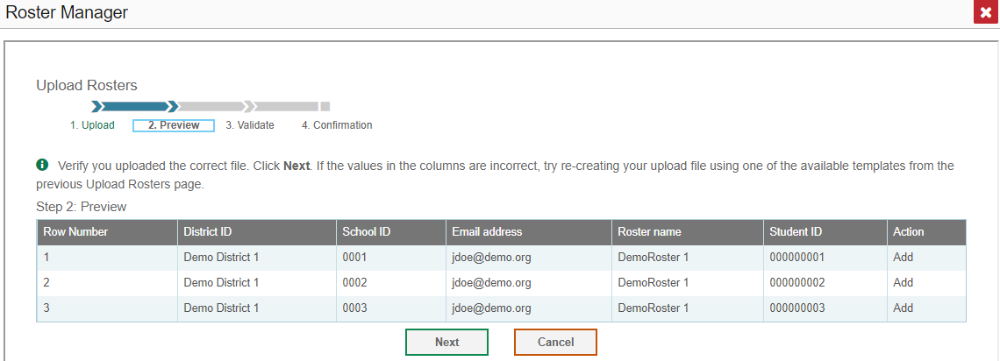 Roster Manager
Upload Rosters
1. Upload 2. Preview 3. Validate 4. Confirmation
Verify you uploaded the correct file. Click Next. If the values in the columns are incorrect, try re-creating your upload file using one of the available templates from the
previous Upload Rosters page.
Step 2: Preview
Row Number District ID School ID Email address Roster name Student ID Action
1 Demo District 1 0001 jdoe@demo.org DemoRoster 1 000000001 Add
2 Demo District 1 0002 jdoe@demo.org DemoRoster 1 000000002 Add
3 Demo District 1 0003 jdoe@demo.org DemoRoster 1 000000003 Add
Next Cancel